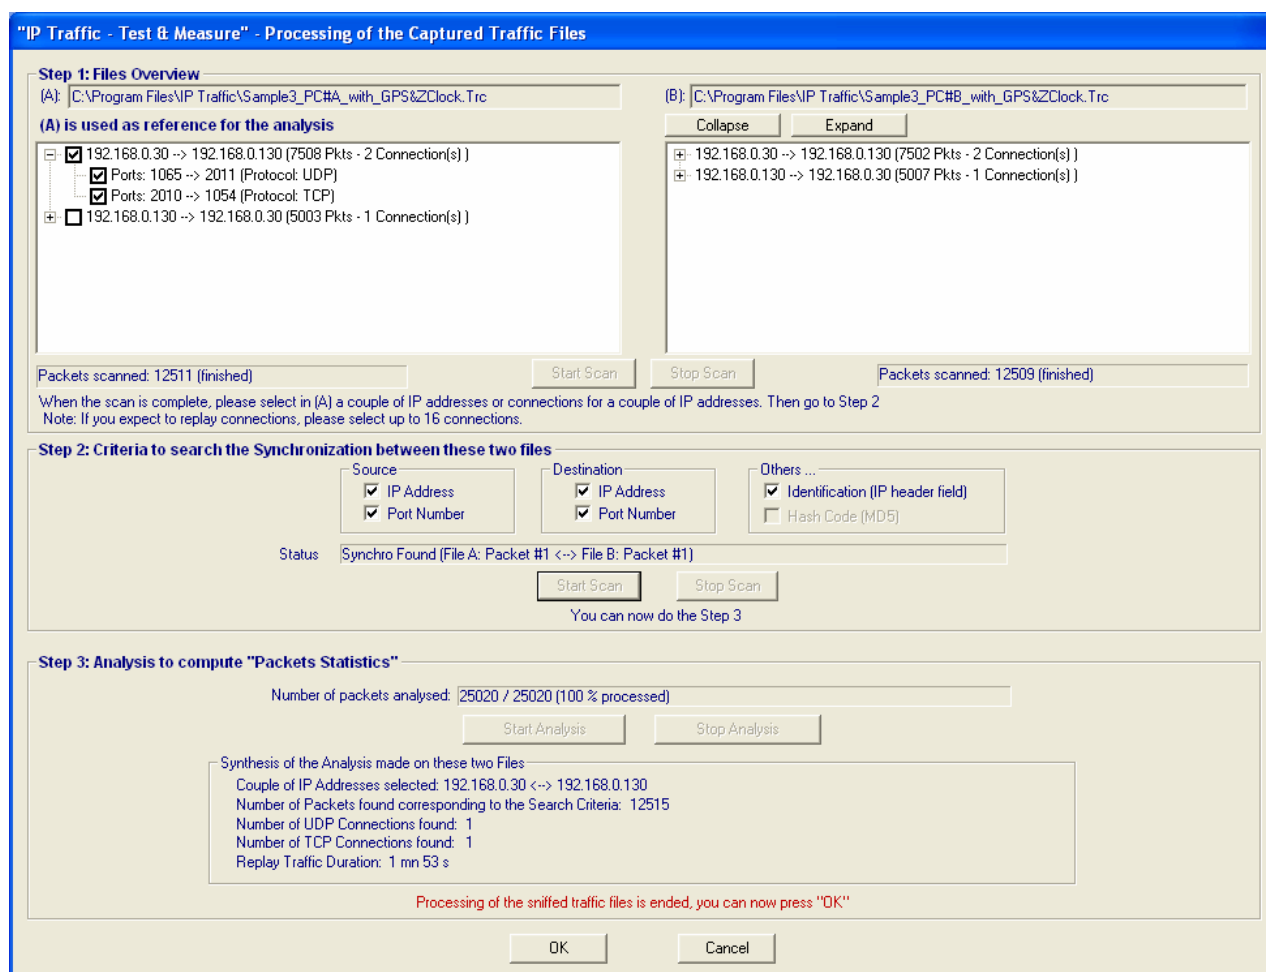 "IP Traffic - Test & Measure" - Processing of the Captured Traffic Files
Step 1: Files Overview
(A): C:\Program Files\IP Traffic\Sample3_PC#A_with_GPS&ZClock.Trc
(B): C:\Program Files\IP Traffic\Sample3_PC#B_with_GPS&ZClock.Trc
(A) is used as reference for the analysis
Collapse
Expand
192.168.0.30 --> 192.168.0.130 (7508 Pkts - 2 Connection(s) )
Ports: 1065 --> 2011 (Protocol: UDP)
Ports: 2010 --> 1054 (Protocol: TCP)
192.168.0.130 --> 192.168.0.30 (5003 Pkts - 1 Connection(s) )
192.168.0.30 --> 192.168.0.130 (7502 Pkts - 2 Connection(s) )
192.168.0.130 --> 192.168.0.30 (5007 Pkts - 1 Connection(s) )
Packets scanned: 12511 (finished)
Start Scan
Stop Scan
Packets scanned: 12509 (finished)
When the scan is complete, please select in (A) a couple of IP addresses or connections for a couple of IP addresses. Then go to Step 2
Note: If you expect to replay connections, please select up to 16 connections.
Step 2: Criteria to search the Synchronization between these two files
Source
IP Address
Port Number
Destination
IP Address
Port Number
Others ...
Identification (IP header field)
Hash Code (MD5)
Status
Synchro Found (File A: Packet #1 <--> File B: Packet #1)
Start Scan
Stop Scan
You can now do the Step 3
Step 3: Analysis to compute "Packets Statistics"
Number of packets analysed: 25020 / 25020 (100 % processed)
Start Analysis
Stop Analysis
Synthesis of the Analysis made on these two Files
Couple of IP Addresses selected: 192.168.0.30 <--> 192.168.0.130
Number of Packets found corresponding to the Search Criteria: 12515
Number of UDP Connections found: 1
Number of TCP Connections found: 1
Replay Traffic Duration: 1 mn 53 s
Processing of the sniffed traffic files is ended, you can now press "OK"
OK
Cancel